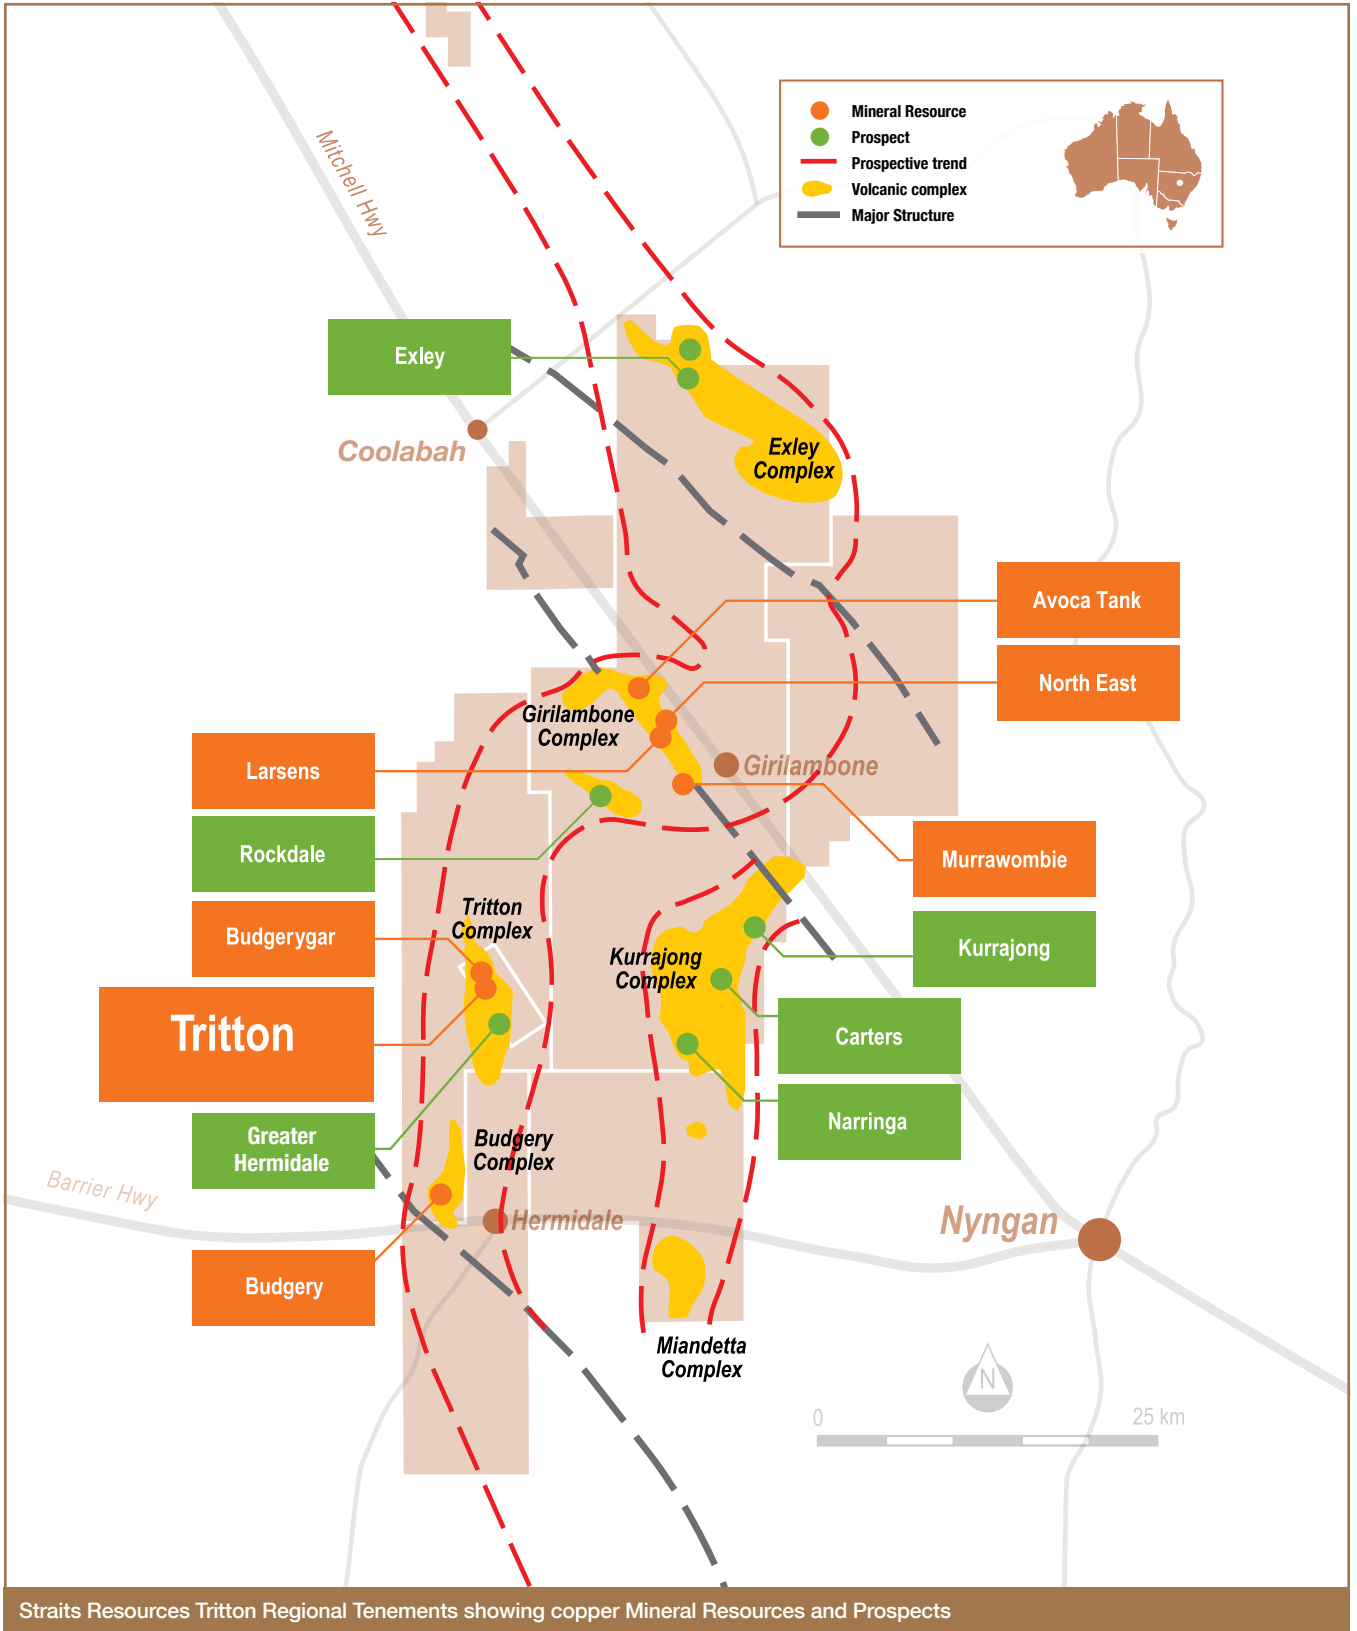 Mitchell Hwy
Mineral Resource
Prospect
Prospective trend
Volcanic complex
Major Structure
Exley
Coolabah
Exley
Complex
Avoca Tank
North East
Girilambone
Complex
Girilambone
Larsens
Rockdale
Murrawombie
Budgerygar
Tritton
Complex
Kurrajong
Kurrajong
Complex
Tritton
Carters
Narringa
Greater
Hermidale
Budgery
Complex
Barrier Hwy
Hermidale
Nyngan
Budgery
Miandetta
Complex
N
0
25 km
Straits Resources Tritton Regional Tenements showing copper Mineral Resources and Prospects